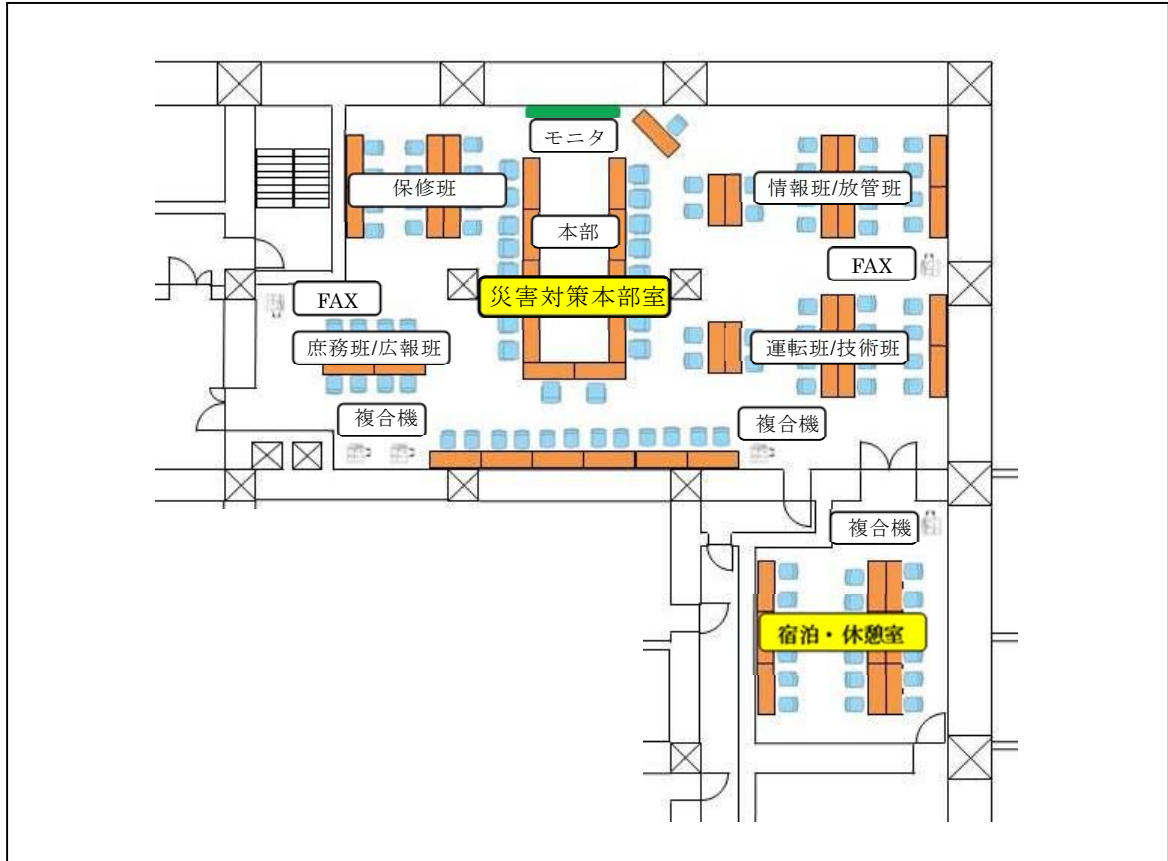 モニタ
保修班
情報班/放管班
本部
FAX
災害対策本部室
FAX
庶務班/広報班
運転班/技術班
複合機
複合機
複合機
宿泊・休憩室